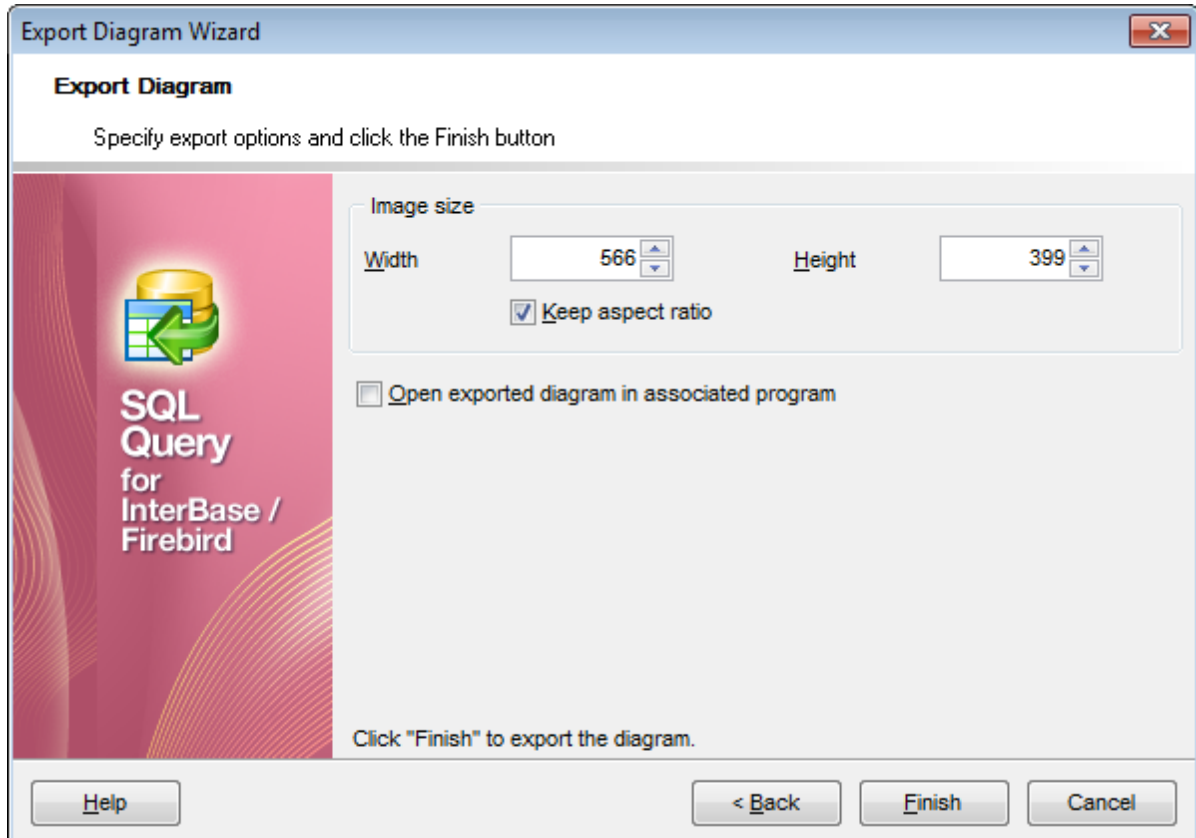 Export Diagram Wizard
Export Diagram
Specify export options and click the Finish button
Image size
Width 566 Height 399
Keep aspect ratio
Open exported diagram in associated program
SQL
Query
for
InterBase /
Firebird
Click "Finish" to export the diagram.
Help < Back Finish Cancel